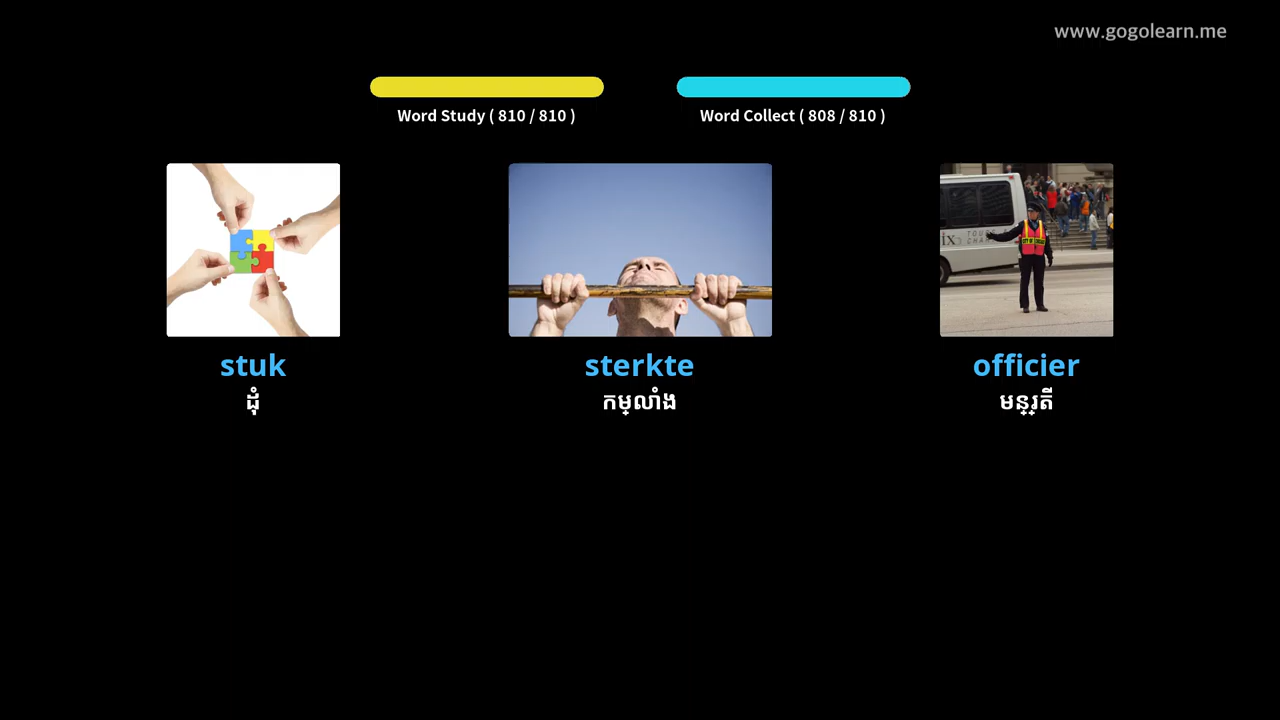 www.gogolearn.me
Word Study ( 810 / 810 )
Word Collect ( 808 / 810 )
stuk
ដុំ
sterkte
កម្លាំង
officier
មន្រ្តី